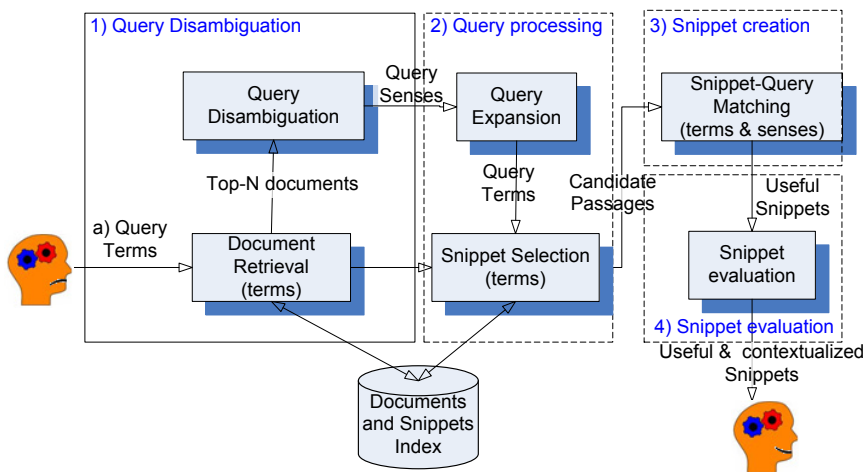 1) Query Disambiguation
2) Query processing
3) Snippet creation
Query
Disambiguation
Query
Senses
Query
Expansion
Snippet-Query
Matching
(terms & senses)
Top-N documents
Query
Terms
Candidate
Passages
Useful
Snippets
a) Query
Terms
Document
Retrieval
(terms)
Snippet Selection
(terms)
Snippet
evaluation
4) Snippet evaluation
Useful & contextualized
Snippets
Documents
and Snippets
Index